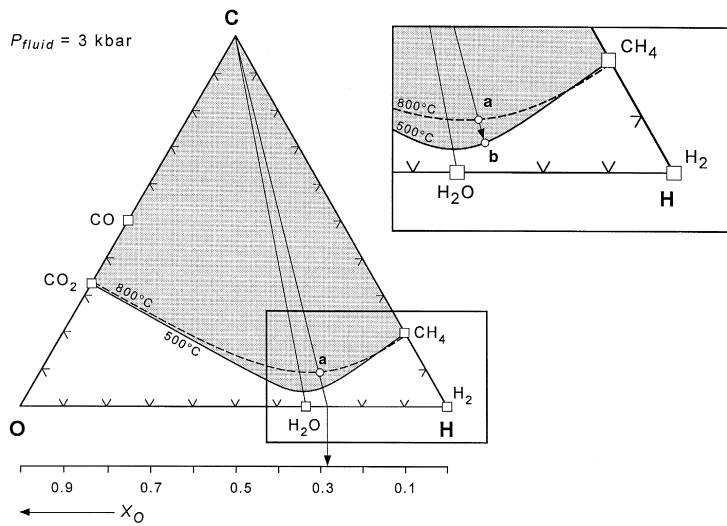 C
P_fluid = 3 kbar
CO
CO₂
800°C
500°C
a
CH₄
H₂
O
H₂O
H
0.9 0.7 0.5 0.3 0.1
X_O
CH₄
800°C
a
500°C
b
H₂
H₂O
H